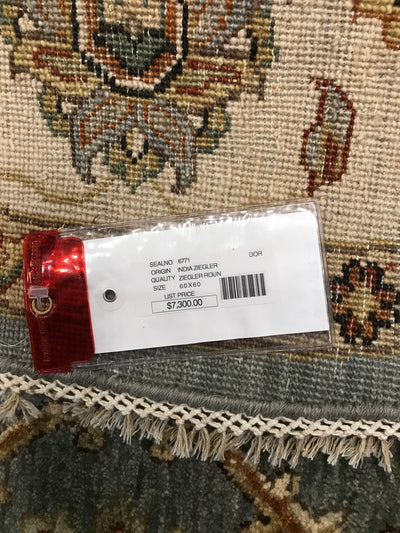 SEALNO 6771 DOR
ORIGIN INDIA ZIEGLER
QUALITY ZIEGLER ROUN
SIZE 6.0 X 6.0
LIST PRICE
$7,300.00